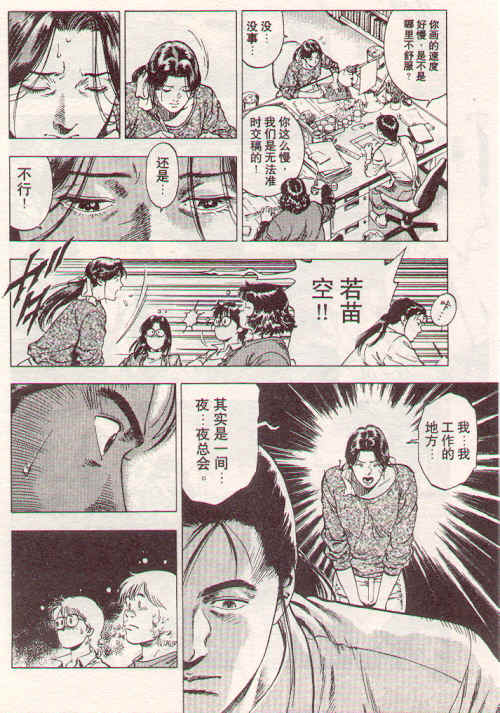 你画的速度
好慢，是不是
哪里不舒服？
没…
没事…
你这么慢，
我们是无法准
时交稿的！
还是…
不行！
呼…
若苗
空!!
我…我
工作的
地方…
其实是一间…
夜…夜总会。